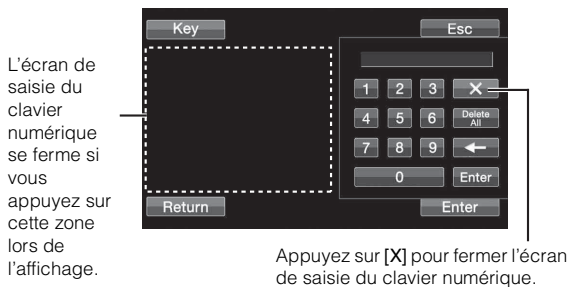 Key
Esc
L'écran de
saisie du
clavier
numérique
se ferme si
vous
appuyez sur
cette zone
lors de
l'affichage.
1 2 3 X
4 5 6 Delete All
7 8 9 ←
0 Enter
Return
Enter
Appuyez sur [X] pour fermer l'écran
de saisie du clavier numérique.